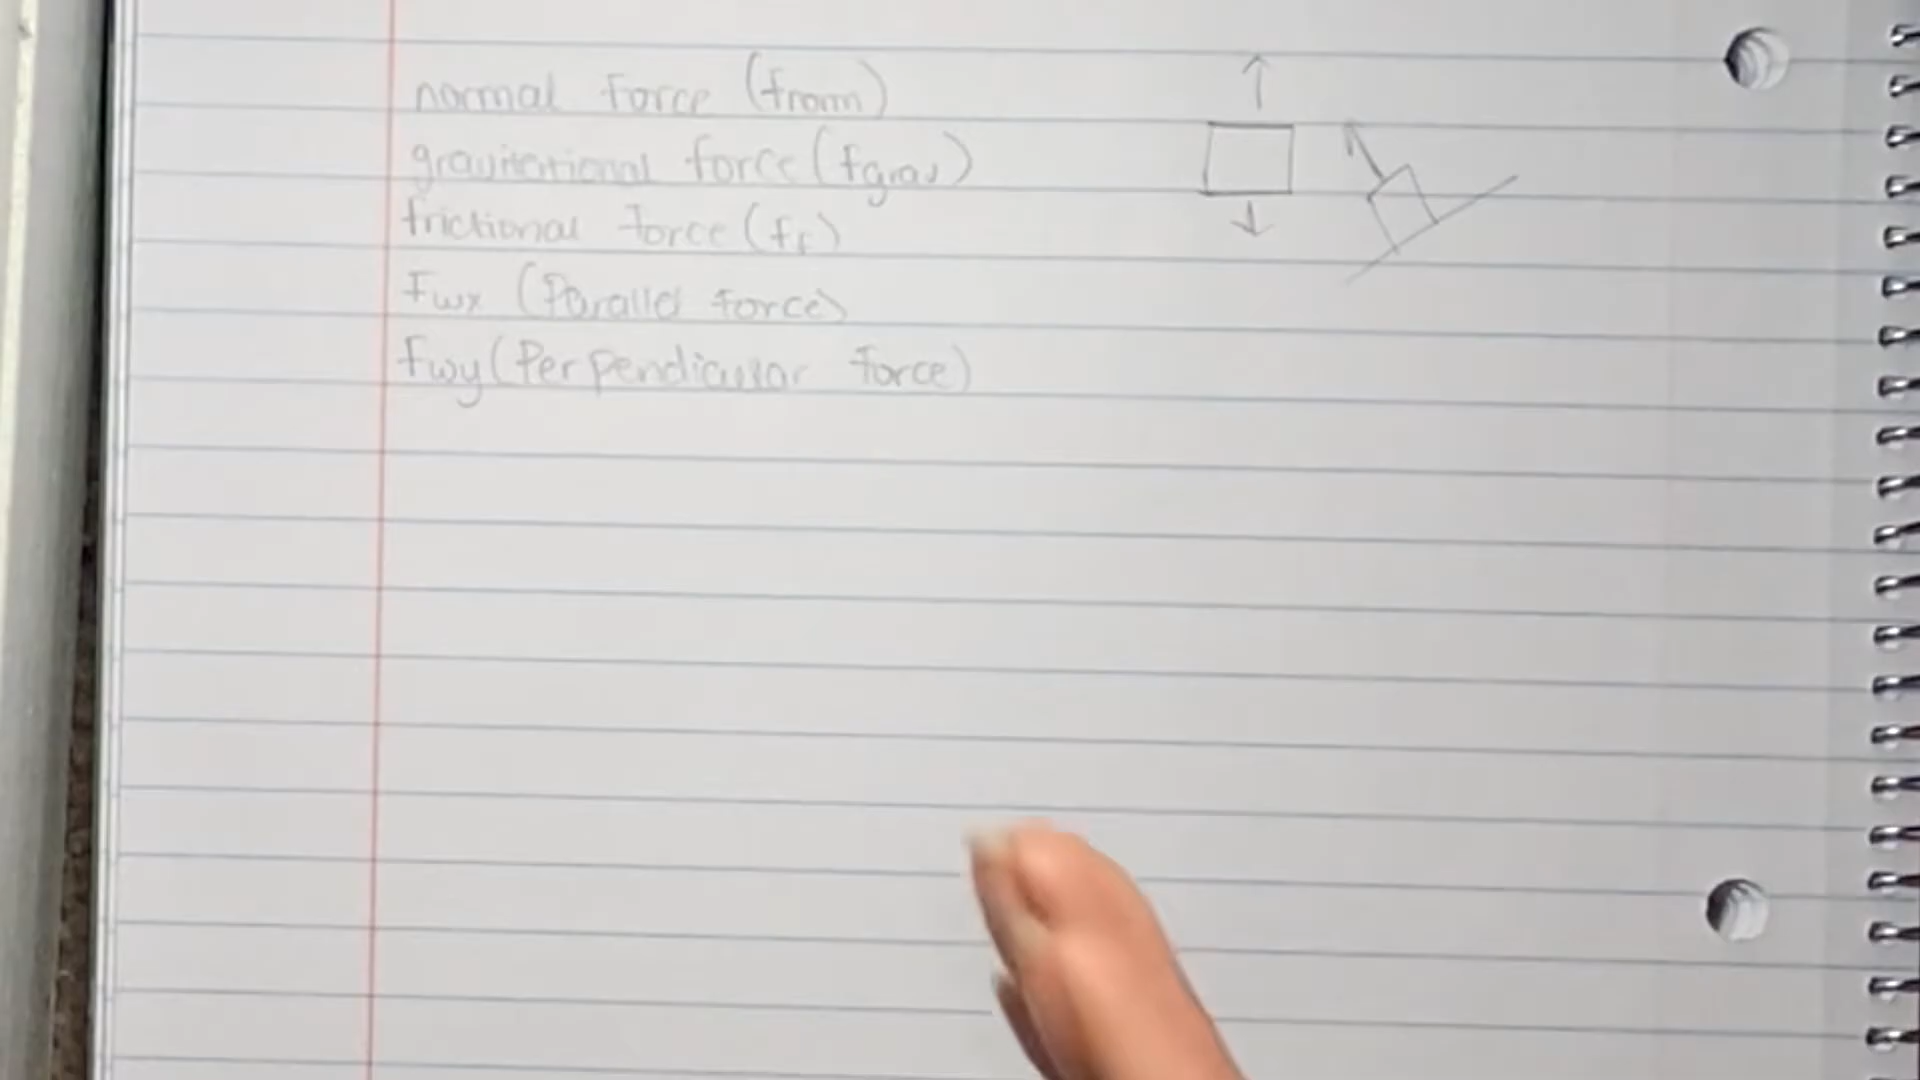 normal force (fnorm)
gravitational force (fgrav)
frictional force (ff)
Fwx (Parallel force)
Fwy (Perpendicular force)